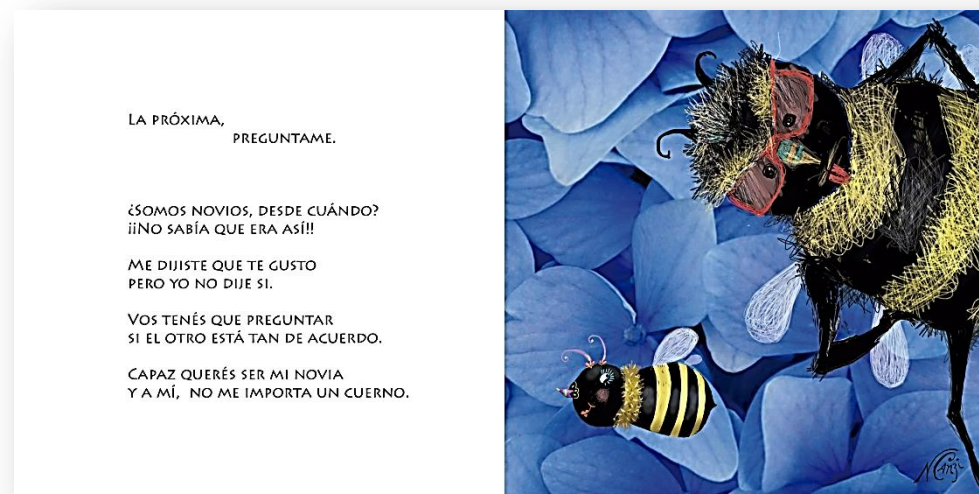 LA PRÓXIMA,
PREGUNTAME.
¿SOMOS NOVIOS, DESDE CUÁNDO?
¡¡NO SABÍA QUE ERA ASÍ!!
ME DIJISTE QUE TE GUSTO
PERO YO NO DIJE SI.
VOS TENÉS QUE PREGUNTAR
SI EL OTRO ESTÁ TAN DE ACUERDO.
CAPAZ QUERÉS SER MI NOVIA
Y A MÍ, NO ME IMPORTA UN CUERNO.